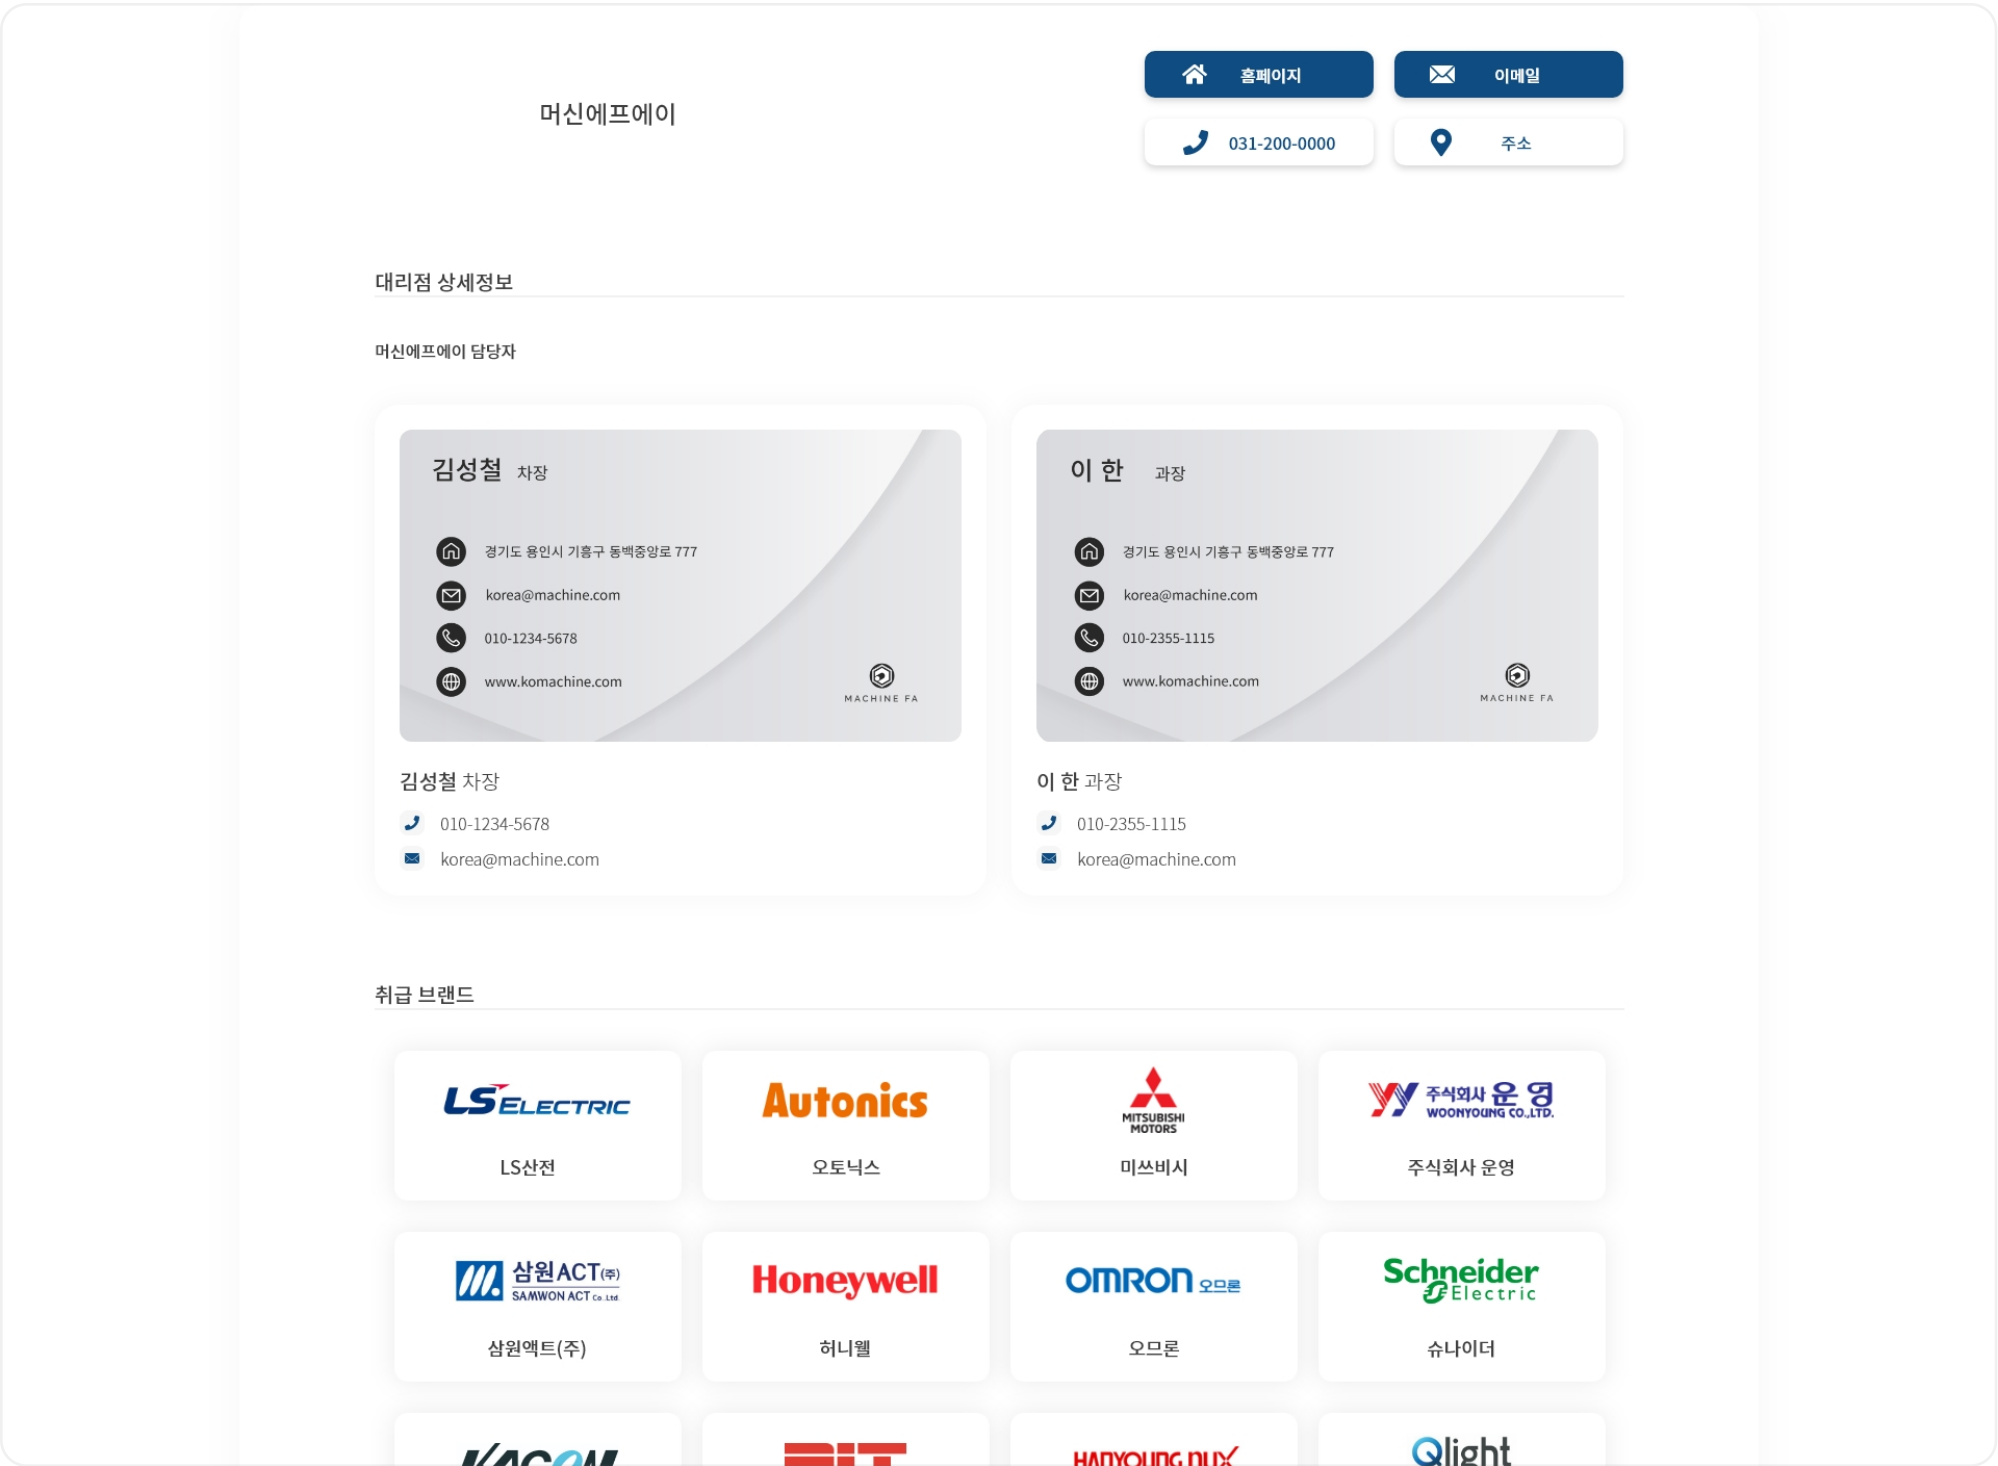 머신에프에이
홈페이지
이메일
031-200-0000
주소
대리점 상세정보
머신에프에이 담당자
김성철 차장
경기도 용인시 기흥구 동백중앙로 777
korea@machine.com
010-1234-5678
www.komachine.com
MACHINE FA
김성철 차장
010-1234-5678
korea@machine.com
이 한 과장
경기도 용인시 기흥구 동백중앙로 777
korea@machine.com
010-2355-1115
www.komachine.com
MACHINE FA
이 한 과장
010-2355-1115
korea@machine.com
취급 브랜드
LS ELECTRIC
LS산전
Autonics
오토닉스
MITSUBISHI
MOTORS
미쓰비시
주식회사 운영
WOONYOUNG CO.,LTD.
주식회사 운영
삼원ACT(주)
SAMWON ACT Co.,Ltd.
삼원액트(주)
Honeywell
허니웰
OMRON 오므론
오므론
Schneider
Electric
슈나이더
KACON
HANYOUNG NUX
Qlight